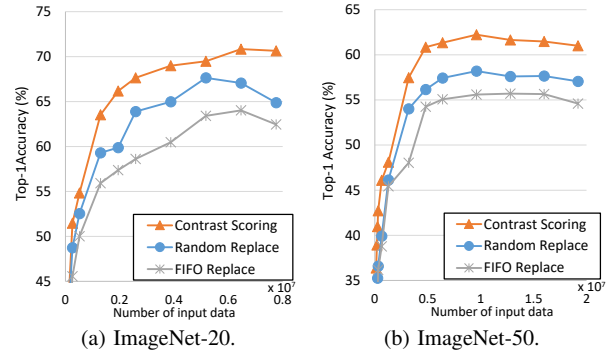 75
70
65
60
55
50
45
Top-1Accuracy (%)
Contrast Scoring
Random Replace
FIFO Replace
0
0.2
0.4
0.6
0.8
x 10⁷
Number of input data
(a) ImageNet-20.
65
60
55
50
45
40
35
Top-1 Accuracy (%)
Contrast Scoring
Random Replace
FIFO Replace
0
0.5
1
1.5
2
x 10⁷
Number of input data
(b) ImageNet-50.